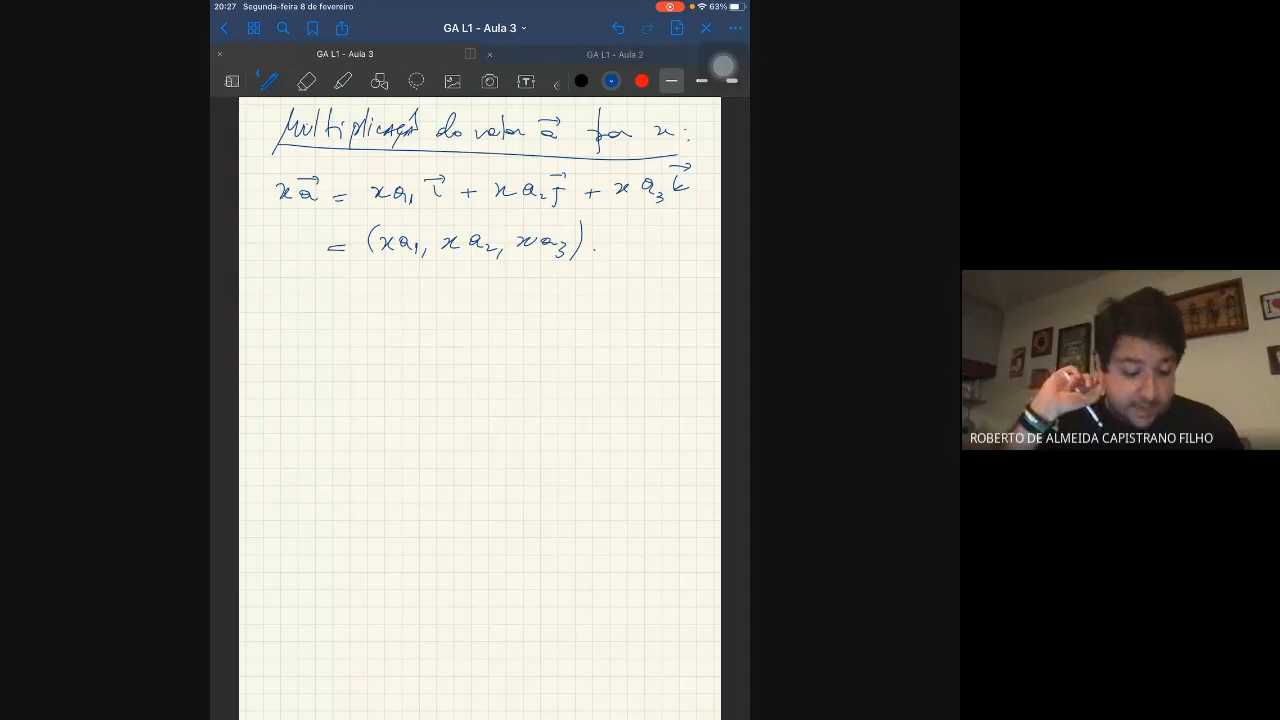 20:27 Segunda-feira 8 de fevereiro 63%
GA L1 - Aula 3
GA L1 - Aula 3 GA L1 - Aula 2
T
Multiplicação do vetor a⃗ por x:
xa⃗ = xa₁ i⃗ + xa₂ j⃗ + xa₃ k⃗
= (xa₁, xa₂, xa₃).
ROBERTO DE ALMEIDA CAPISTRANO FILHO